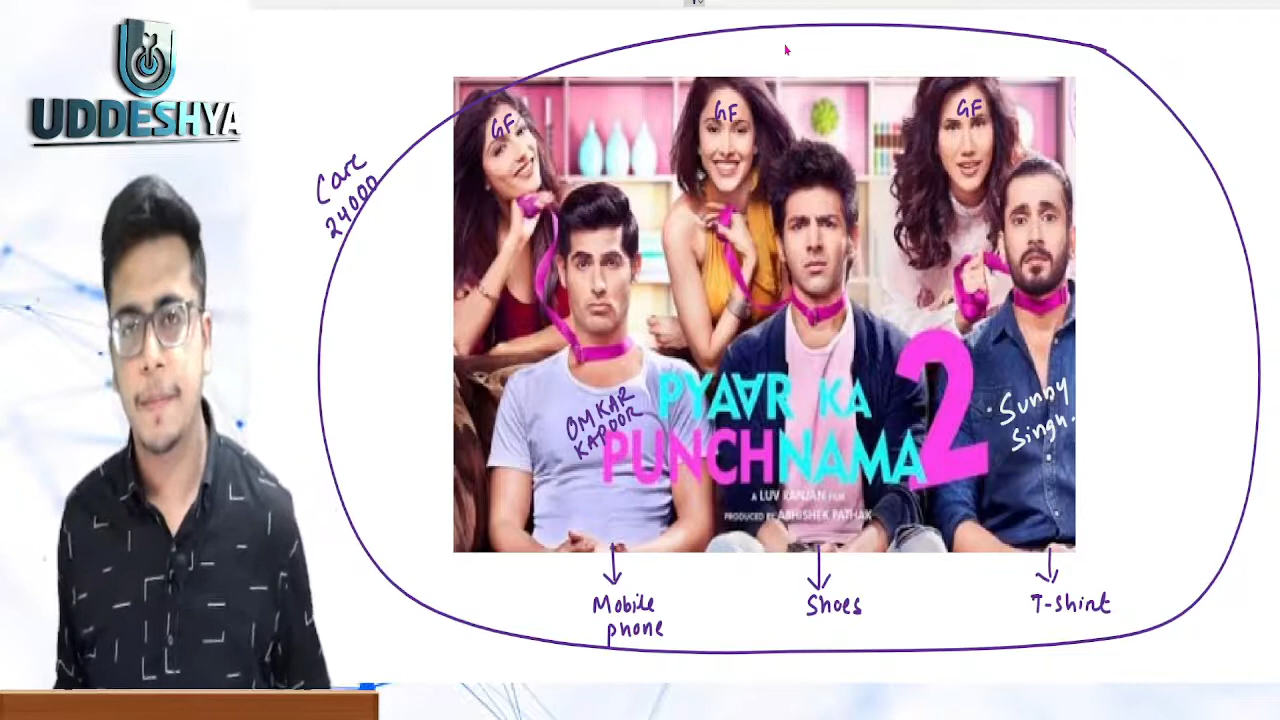 UDDESHYA
Care
24000
GF
GF
GF
OMKAR
KAPOOR
Sunny
Singh.
PYAAR KA
PUNCHNAMA 2
A LUV RANJAN FILM
PRODUCED BY ABHISHEK PATHAK
Mobile
phone
Shoes
T-shirt